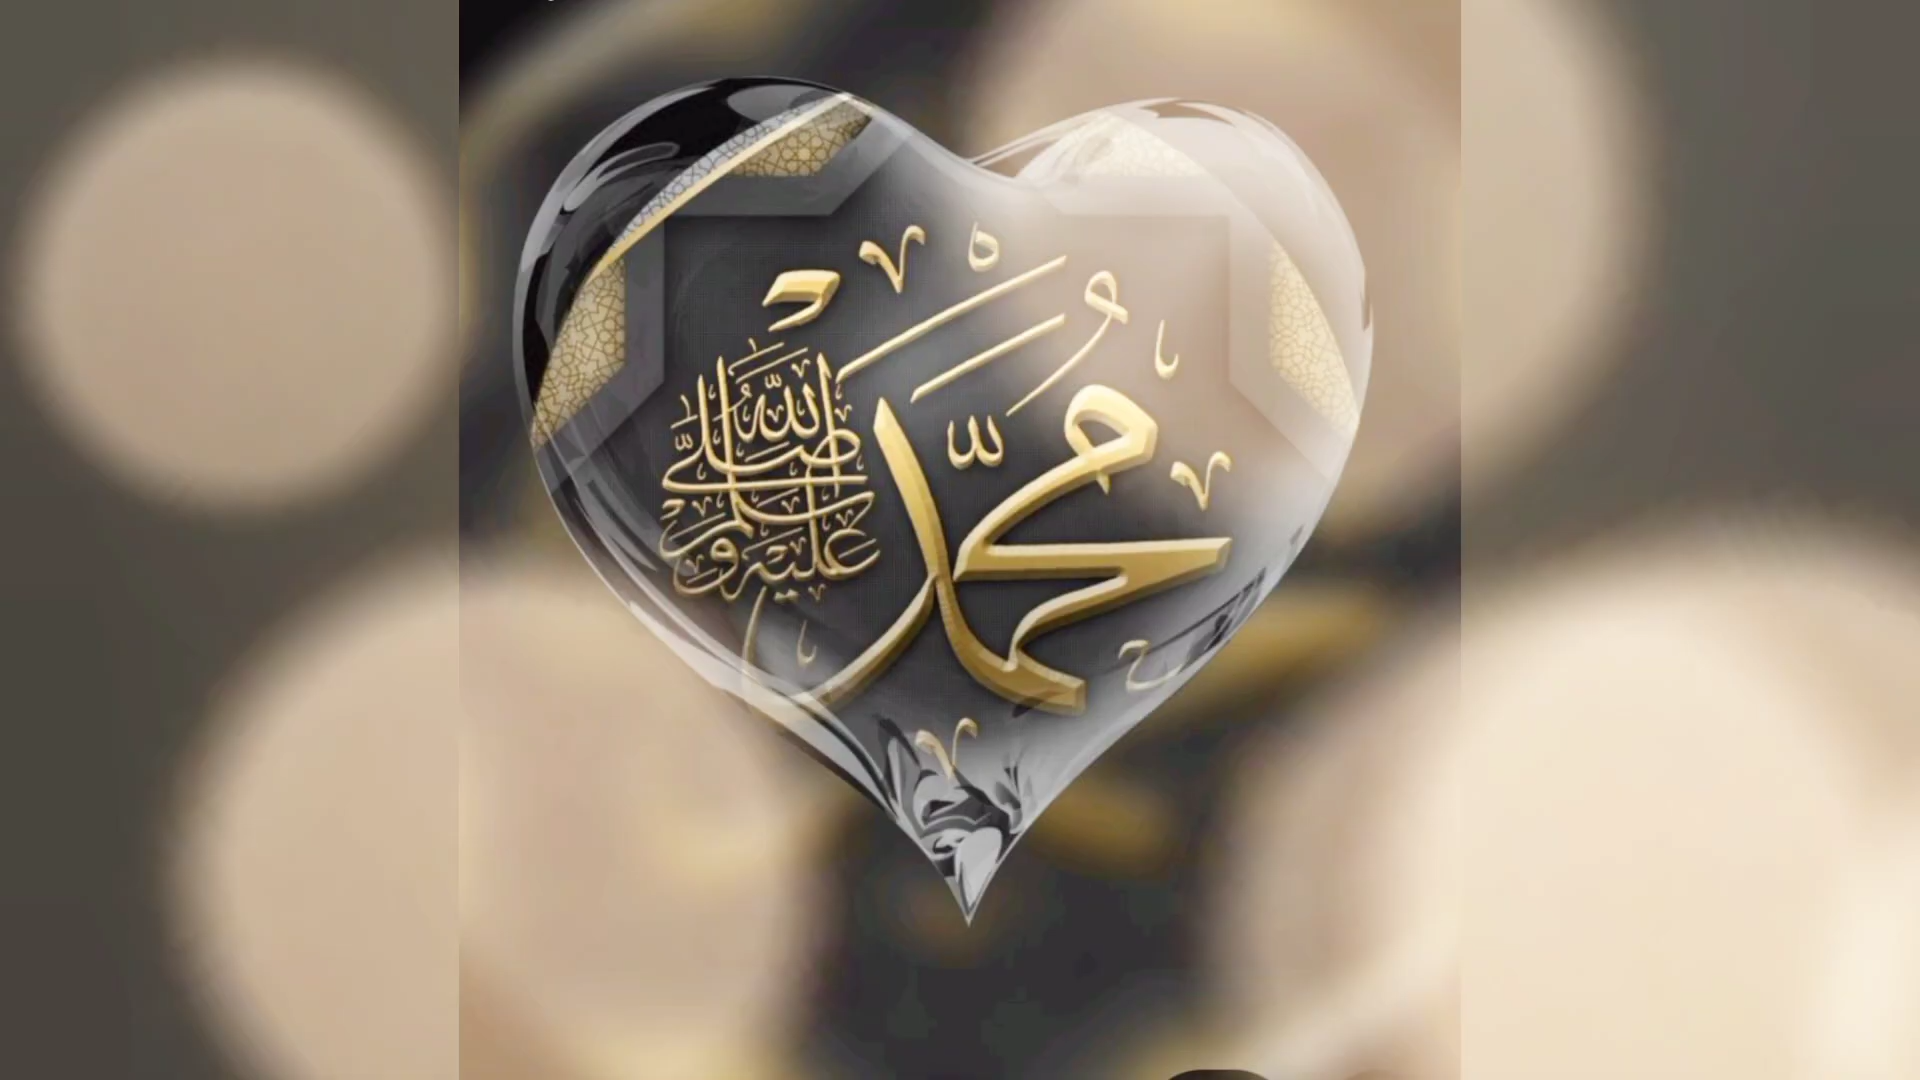 محمد
صلى الله
عليه وسلم